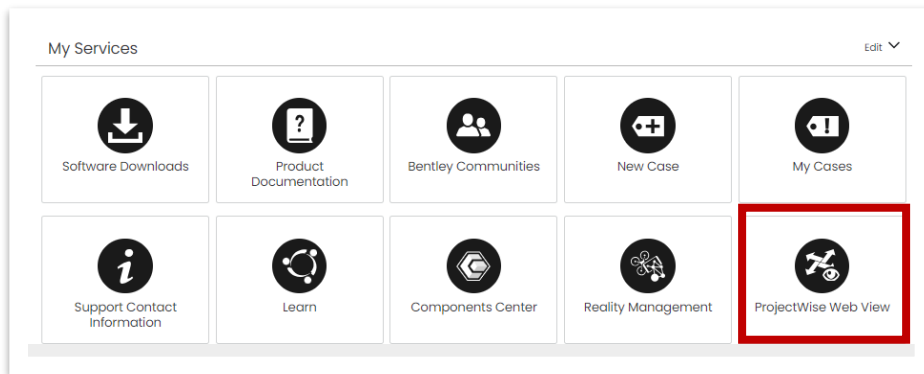 My Services
Edit
Software Downloads
Product
Documentation
Bentley Communities
New Case
My Cases
Support Contact
Information
Learn
Components Center
Reality Management
ProjectWise Web View